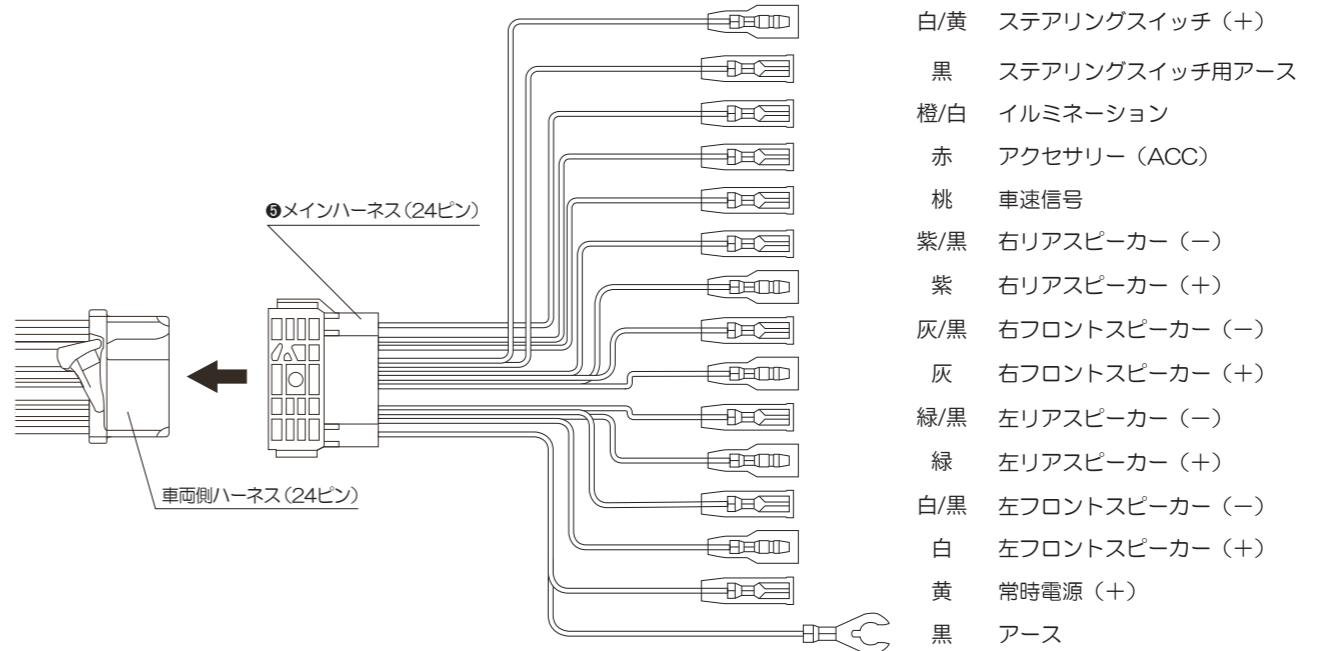 白/黄 ステアリングスイッチ（＋）
黒 ステアリングスイッチ用アース
橙/白 イルミネーション
赤 アクセサリー（ACC）
❺メインハーネス（24ピン）
桃 車速信号
紫/黒 右リアスピーカー（－）
紫 右リアスピーカー（＋）
灰/黒 右フロントスピーカー（－）
灰 右フロントスピーカー（＋）
緑/黒 左リアスピーカー（－）
緑 左リアスピーカー（＋）
車両側ハーネス（24ピン）
白/黒 左フロントスピーカー（－）
白 左フロントスピーカー（＋）
黄 常時電源（＋）
黒 アース